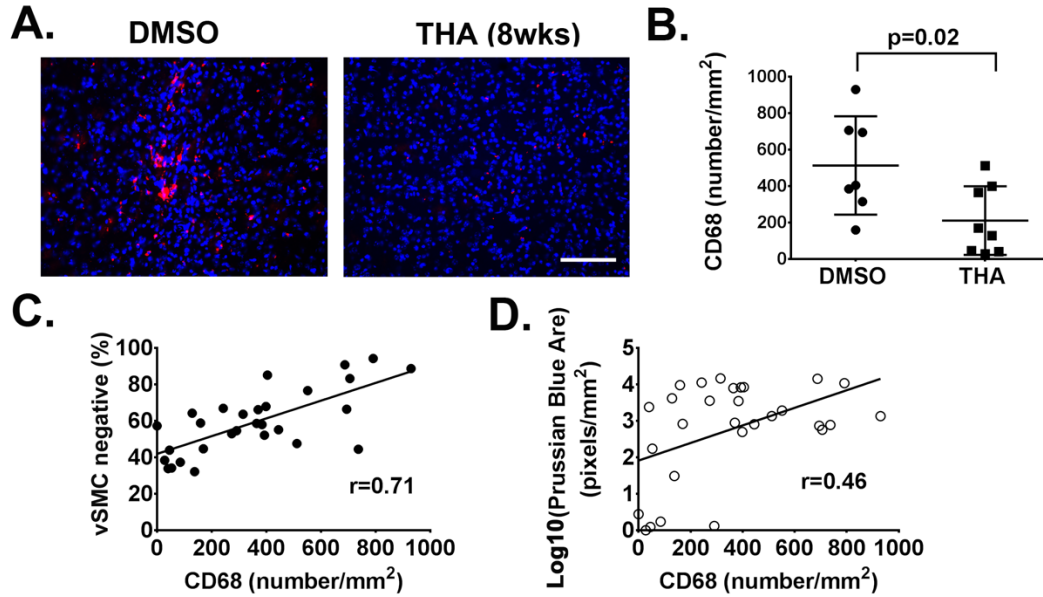 A.
DMSO
THA (8wks)
B.
p=0.02
CD68 (number/mm²)
1000
800
600
400
200
0
DMSO
THA
C.
vSMC negative (%)
100
80
60
40
20
0
r=0.71
0
200
400
600
800
1000
CD68 (number/mm²)
D.
Log10(Prussian Blue Are)
(pixels/mm²)
5
4
3
2
1
0
r=0.46
0
200
400
600
800
1000
CD68 (number/mm²)